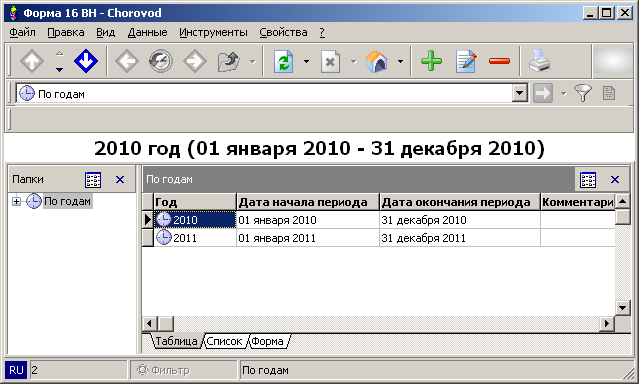 Форма 16 ВН - Chorovod
Файл Правка Вид Данные Инструменты Свойства ?
По годам
2010 год (01 января 2010 - 31 декабря 2010)
Папки
По годам
По годам
Год Дата начала периода Дата окончания периода Комментари
2010 01 января 2010 31 декабря 2010
2011 01 января 2011 31 декабря 2011
Таблица Список Форма
RU 2 Фильтр По годам